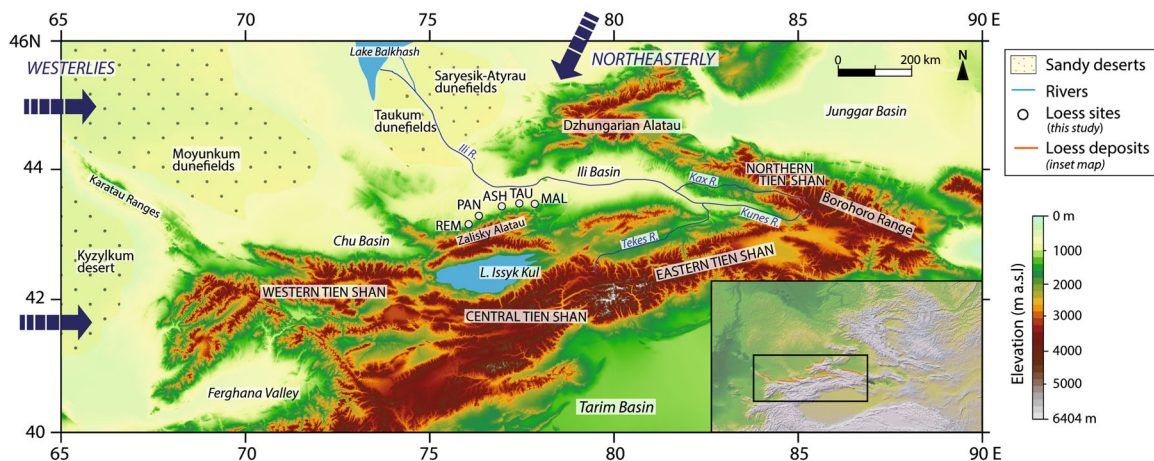 65
70
75
80
85
90 E
46N
44
42
40
WESTERLIES
Lake Balkhash
NORTHEASTERLY
0
200 km
N
Saryesik-Atyrau
dunefields
Taukum
dunefields
Junggar Basin
Dzhungarian Alatau
Moyunkum
dunefields
Ili R.
Ili Basin
NORTHERN
TIEN SHAN
Kax R.
Karatau Ranges
ASH
TAU
MAL
PAN
REM
Borohoro Range
Kunes R.
Zalisky Alatau
Chu Basin
Tekes R.
Kyzylkum
desert
L. Issyk Kul
EASTERN TIEN SHAN
WESTERN TIEN SHAN
CENTRAL TIEN SHAN
Ferghana Valley
Tarim Basin
Sandy deserts
Rivers
Loess sites
(this study)
Loess deposits
(inset map)
0 m
1000
2000
3000
4000
5000
6404 m
Elevation (m a.s.l)